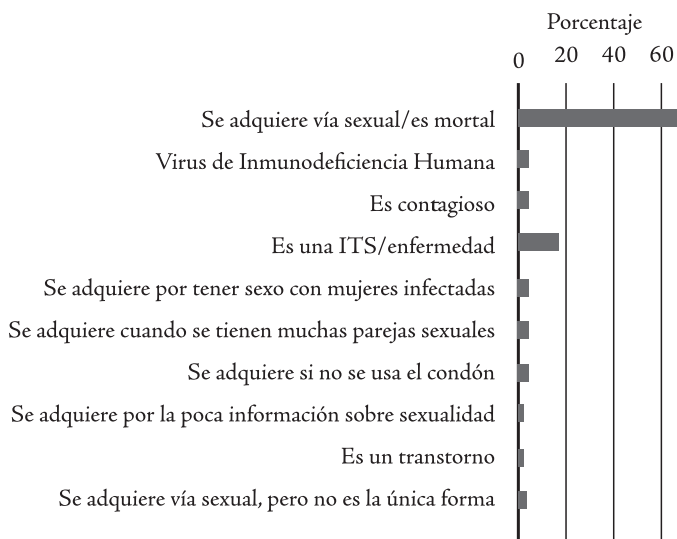 Porcentaje
0 20 40 60
Se adquiere vía sexual/es mortal
Virus de Inmunodeficiencia Humana
Es contagioso
Es una ITS/enfermedad
Se adquiere por tener sexo con mujeres infectadas
Se adquiere cuando se tienen muchas parejas sexuales
Se adquiere si no se usa el condón
Se adquiere por la poca información sobre sexualidad
Es un transtorno
Se adquiere vía sexual, pero no es la única forma